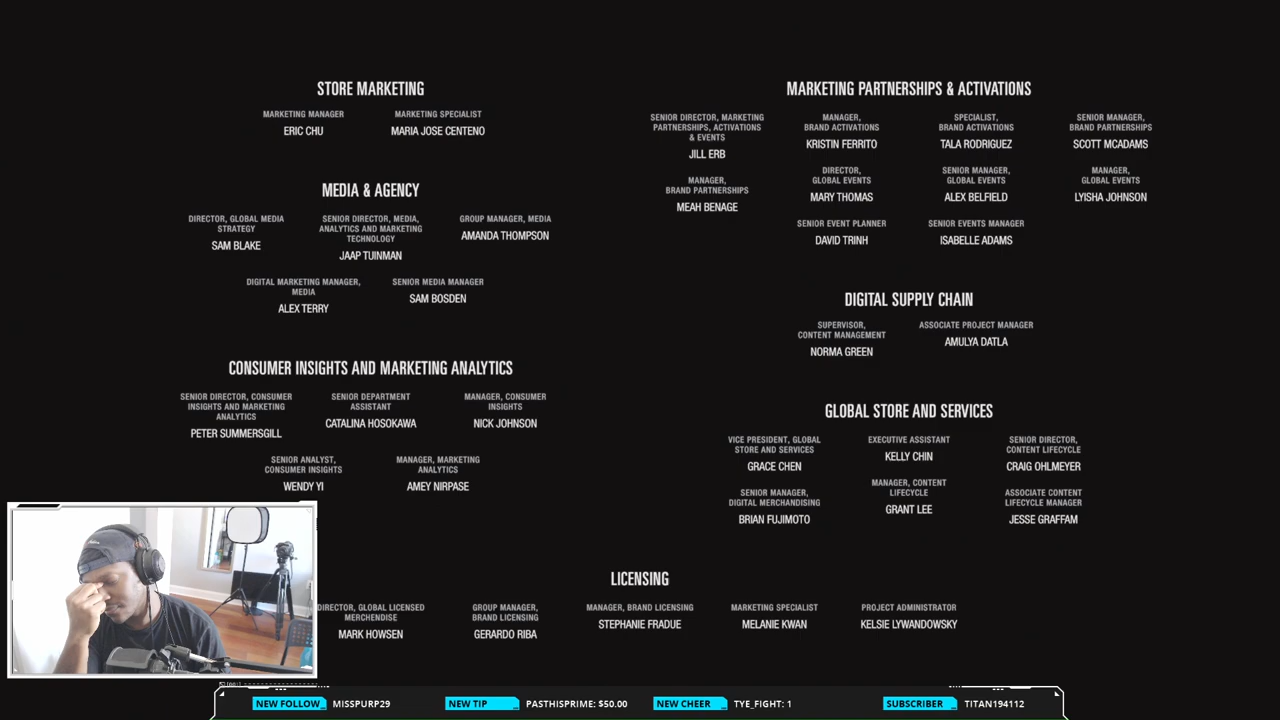 STORE MARKETING
MARKETING MANAGER
ERIC CHU
MARKETING SPECIALIST
MARIA JOSE CENTENO
MEDIA & AGENCY
DIRECTOR, GLOBAL MEDIA
STRATEGY
SAM BLAKE
SENIOR DIRECTOR, MEDIA,
ANALYTICS AND MARKETING
TECHNOLOGY
JAAP TUINMAN
GROUP MANAGER, MEDIA
AMANDA THOMPSON
DIGITAL MARKETING MANAGER,
MEDIA
ALEX TERRY
SENIOR MEDIA MANAGER
SAM BOSDEN
CONSUMER INSIGHTS AND MARKETING ANALYTICS
SENIOR DIRECTOR, CONSUMER
INSIGHTS AND MARKETING
ANALYTICS
PETER SUMMERSGILL
SENIOR DEPARTMENT
ASSISTANT
CATALINA HOSOKAWA
MANAGER, CONSUMER
INSIGHTS
NICK JOHNSON
SENIOR ANALYST,
CONSUMER INSIGHTS
WENDY YI
MANAGER, MARKETING
ANALYTICS
AMEY NIRPASE
MARKETING PARTNERSHIPS & ACTIVATIONS
SENIOR DIRECTOR, MARKETING
PARTNERSHIPS, ACTIVATIONS
& EVENTS
JILL ERB
MANAGER,
BRAND ACTIVATIONS
KRISTIN FERRITO
SPECIALIST,
BRAND ACTIVATIONS
TALA RODRIGUEZ
SENIOR MANAGER,
BRAND PARTNERSHIPS
SCOTT MCADAMS
MANAGER,
BRAND PARTNERSHIPS
MEAH BENAGE
DIRECTOR,
GLOBAL EVENTS
MARY THOMAS
SENIOR MANAGER,
GLOBAL EVENTS
ALEX BELFIELD
MANAGER,
GLOBAL EVENTS
LYISHA JOHNSON
SENIOR EVENT PLANNER
DAVID TRINH
SENIOR EVENTS MANAGER
ISABELLE ADAMS
DIGITAL SUPPLY CHAIN
SUPERVISOR,
CONTENT MANAGEMENT
NORMA GREEN
ASSOCIATE PROJECT MANAGER
AMULYA DATLA
GLOBAL STORE AND SERVICES
VICE PRESIDENT, GLOBAL
STORE AND SERVICES
GRACE CHEN
EXECUTIVE ASSISTANT
KELLY CHIN
SENIOR DIRECTOR,
CONTENT LIFECYCLE
CRAIG OHLMEYER
SENIOR MANAGER,
DIGITAL MERCHANDISING
BRIAN FUJIMOTO
MANAGER, CONTENT
LIFECYCLE
GRANT LEE
ASSOCIATE CONTENT
LIFECYCLE MANAGER
JESSE GRAFFAM
LICENSING
DIRECTOR, GLOBAL LICENSED
MERCHENDISE
MARK HOWSEN
GROUP MANAGER,
BRAND LICENSING
GERARDO RIBA
MANAGER, BRAND LICENSING
STEPHANIE FRADUE
MARKETING SPECIALIST
MELANIE KWAN
PROJECT ADMINISTRATOR
KELSIE LYWANDOWSKY
NEW FOLLOW MISSPURP29
NEW TIP PASTHISPRIME: $50.00
NEW CHEER TYE_FIGHT: 1
SUBSCRIBER TITAN194112